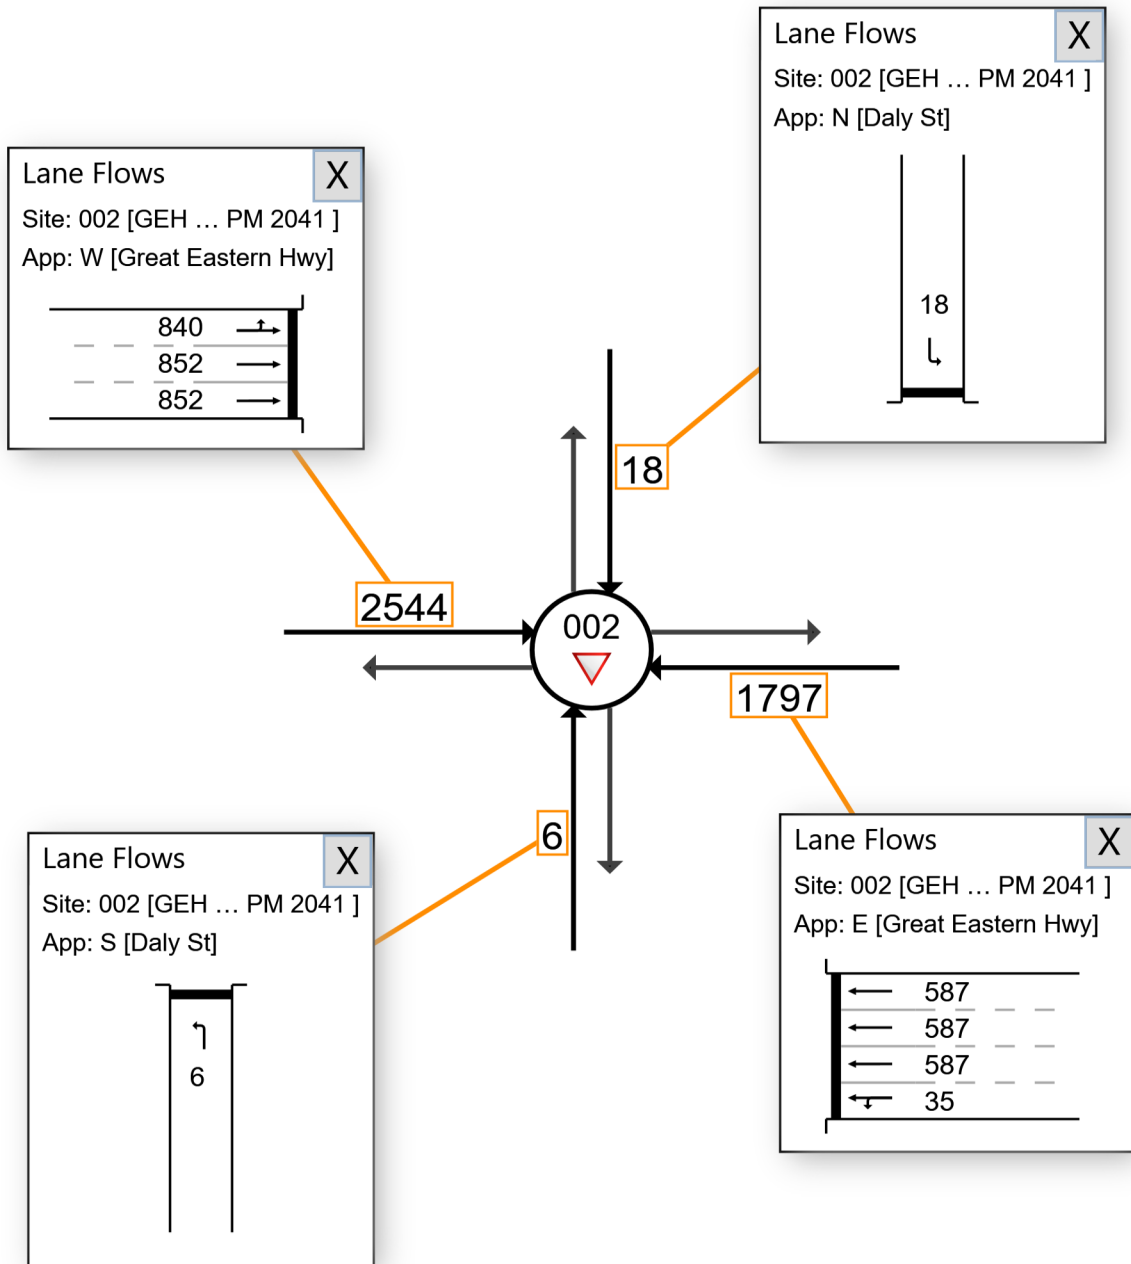 Lane Flows
X
Site: 002 [GEH ... PM 2041 ]
App: N [Daly St]
18
Lane Flows
X
Site: 002 [GEH ... PM 2041 ]
App: W [Great Eastern Hwy]
840
852
852
18
2544
002
1797
6
Lane Flows
X
Site: 002 [GEH ... PM 2041 ]
App: S [Daly St]
6
Lane Flows
X
Site: 002 [GEH ... PM 2041 ]
App: E [Great Eastern Hwy]
587
587
587
35